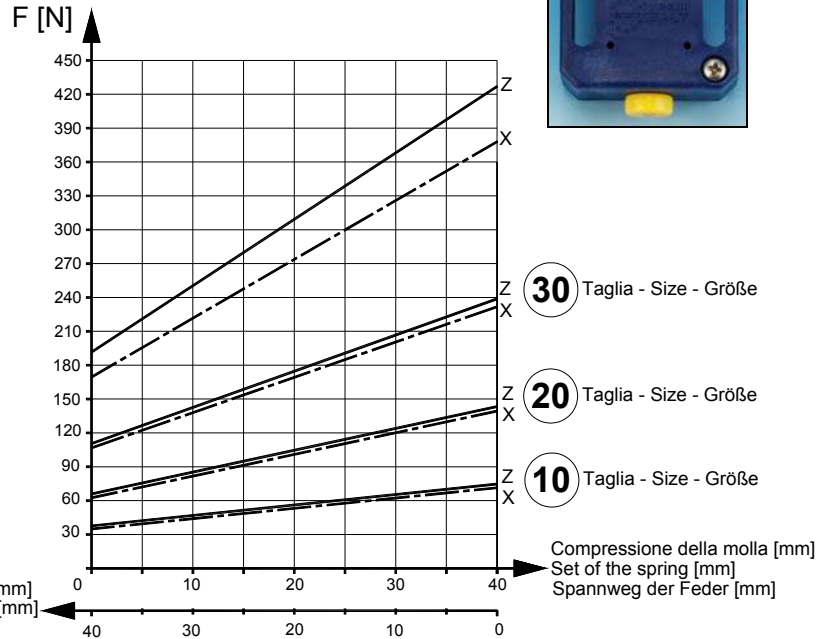 F [N]
450
420
390
360
330
300
270
240
210
180
150
120
90
60
30
Z
X
Z
X
30 Taglia - Size - Größe
Z
X
20 Taglia - Size - Größe
Z
X
10 Taglia - Size - Größe
0 10 20 30 40
Compressione della molla [mm]
Set of the spring [mm]
Spannweg der Feder [mm]
mm]
[mm]
40 30 20 10 0